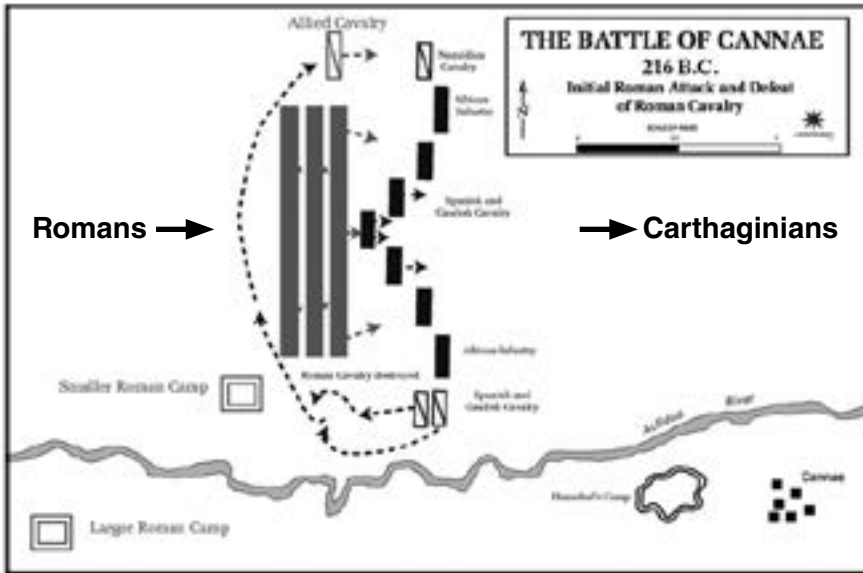 Allied Cavalry
Numidian
Cavalry
African
Infantry
THE BATTLE OF CANNAE
216 B.C.
Initial Roman Attack and Defeat
of Roman Cavalry
N
Romans
Spanish and
Gaulish Cavalry
Carthaginians
African Infantry
Roman Cavalry destroyed
Smaller Roman Camp
Spanish and
Gaulish Cavalry
Aufidus River
Hannibal's Camp
Cannae
Larger Roman Camp